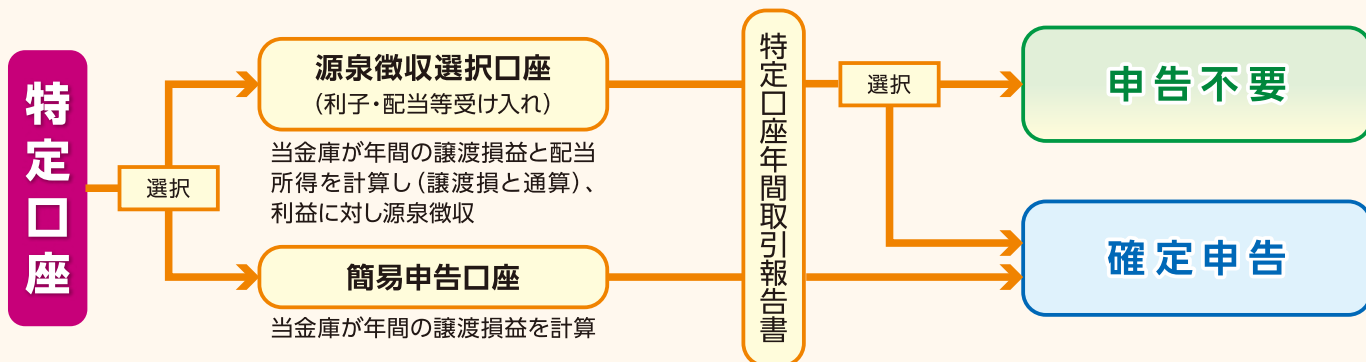 特定口座
選択
源泉徴収選択口座
（利子・配当等受け入れ）
当金庫が年間の譲渡損益と配当
所得を計算し（譲渡損と通算）、
利益に対し源泉徴収
簡易申告口座
当金庫が年間の譲渡損益を計算
特定口座年間取引報告書
選択
申告不要
確定申告